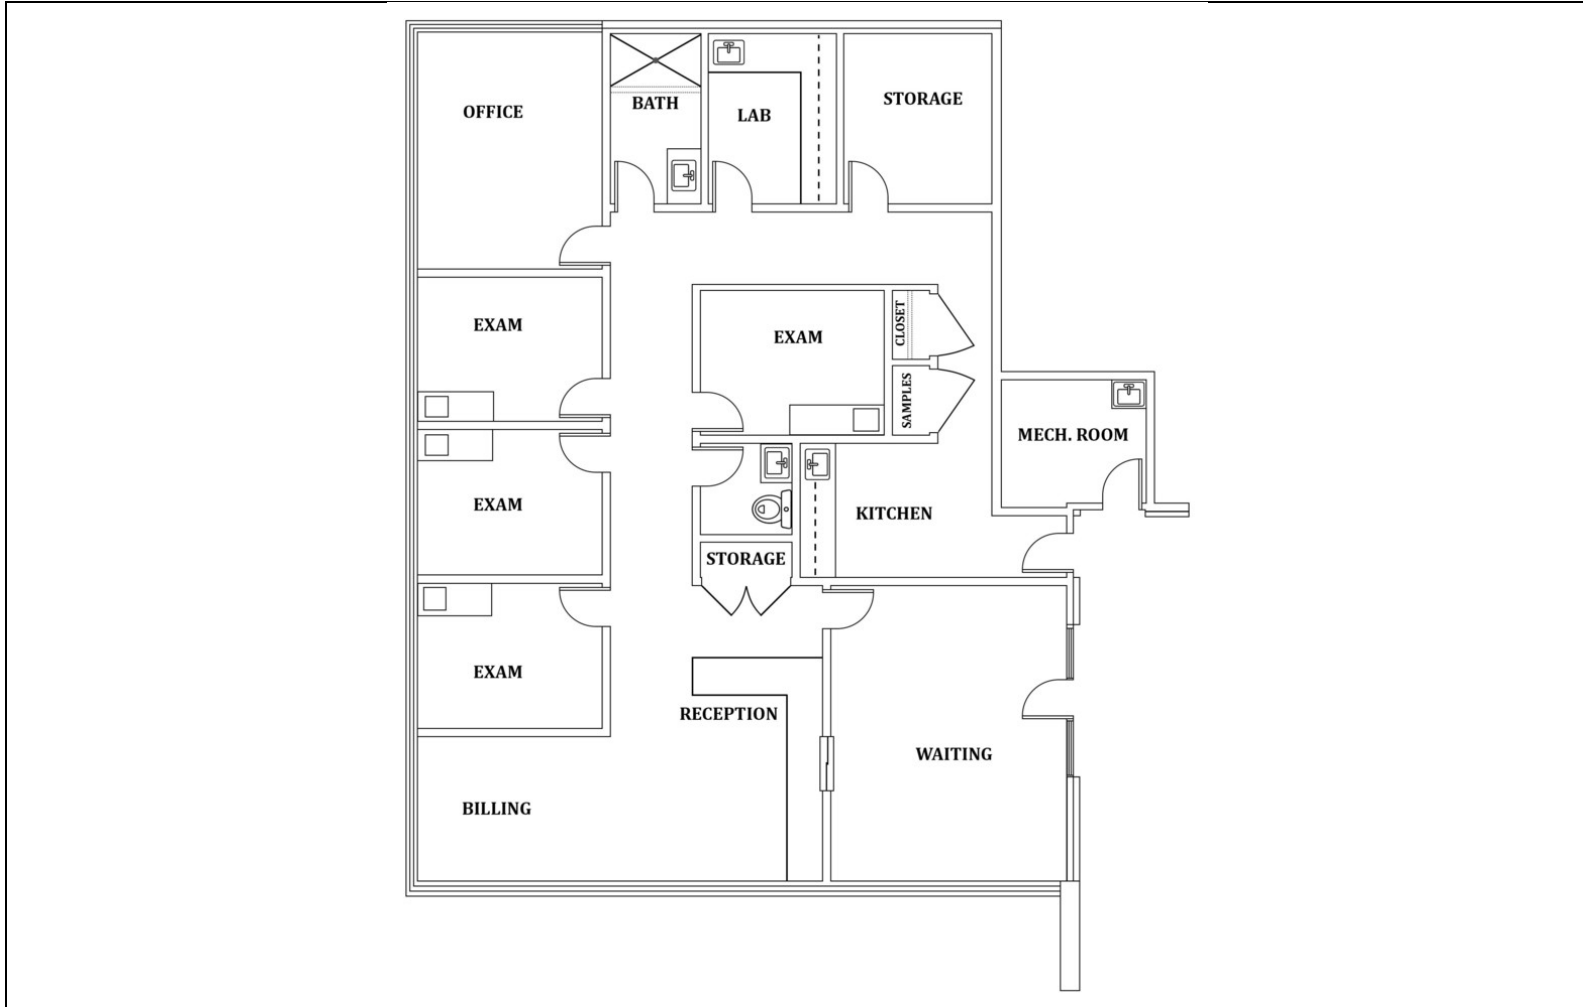 OFFICE
BATH
LAB
STORAGE
EXAM
EXAM
CLOSET
SAMPLES
MECH. ROOM
EXAM
KITCHEN
STORAGE
EXAM
RECEPTION
WAITING
BILLING